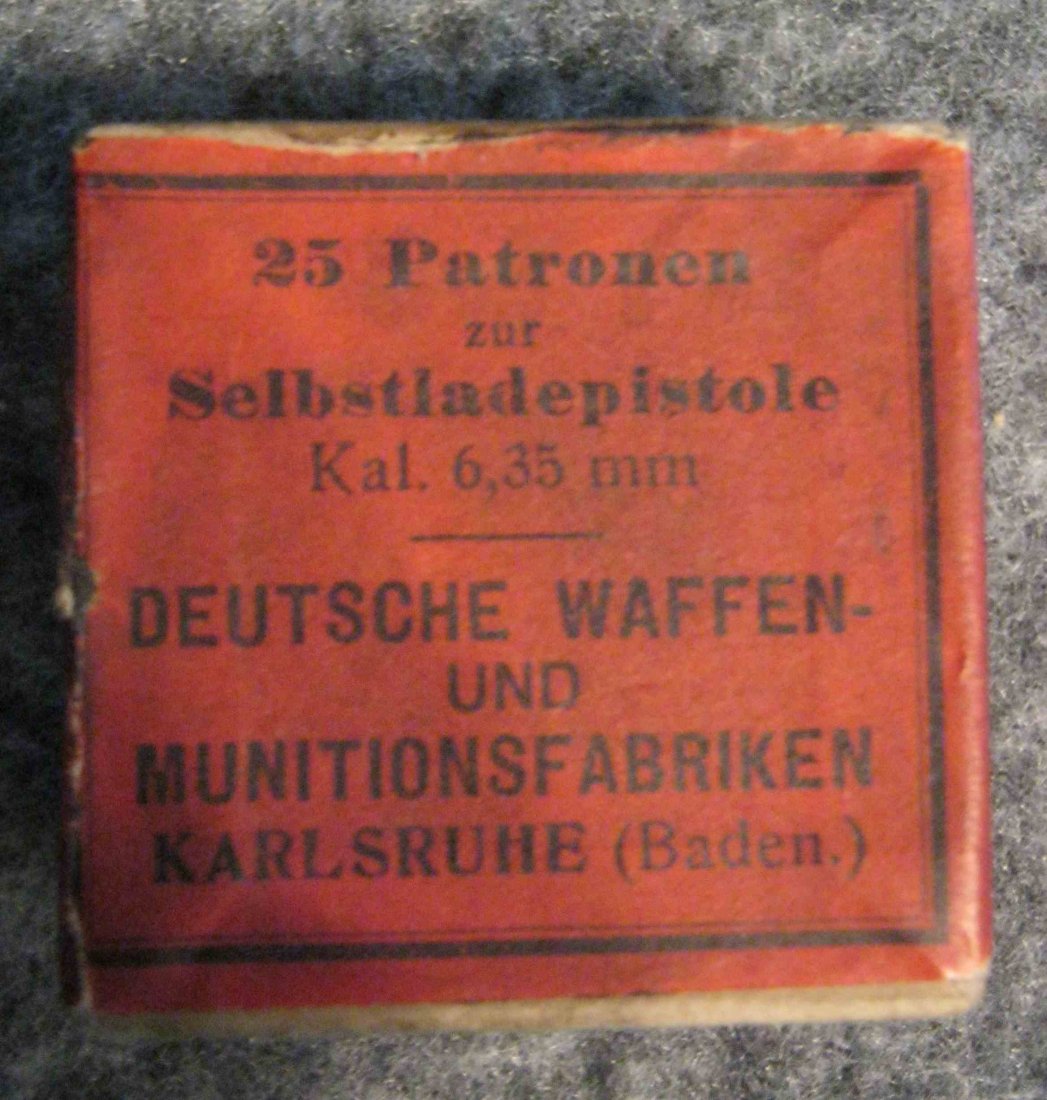 25 Patronen
zur
Selbstladepistole
Kal. 6,35 mm
DEUTSCHE WAFFEN-
UND
MUNITIONSFABRIKEN
KARLSRUHE (Baden.)